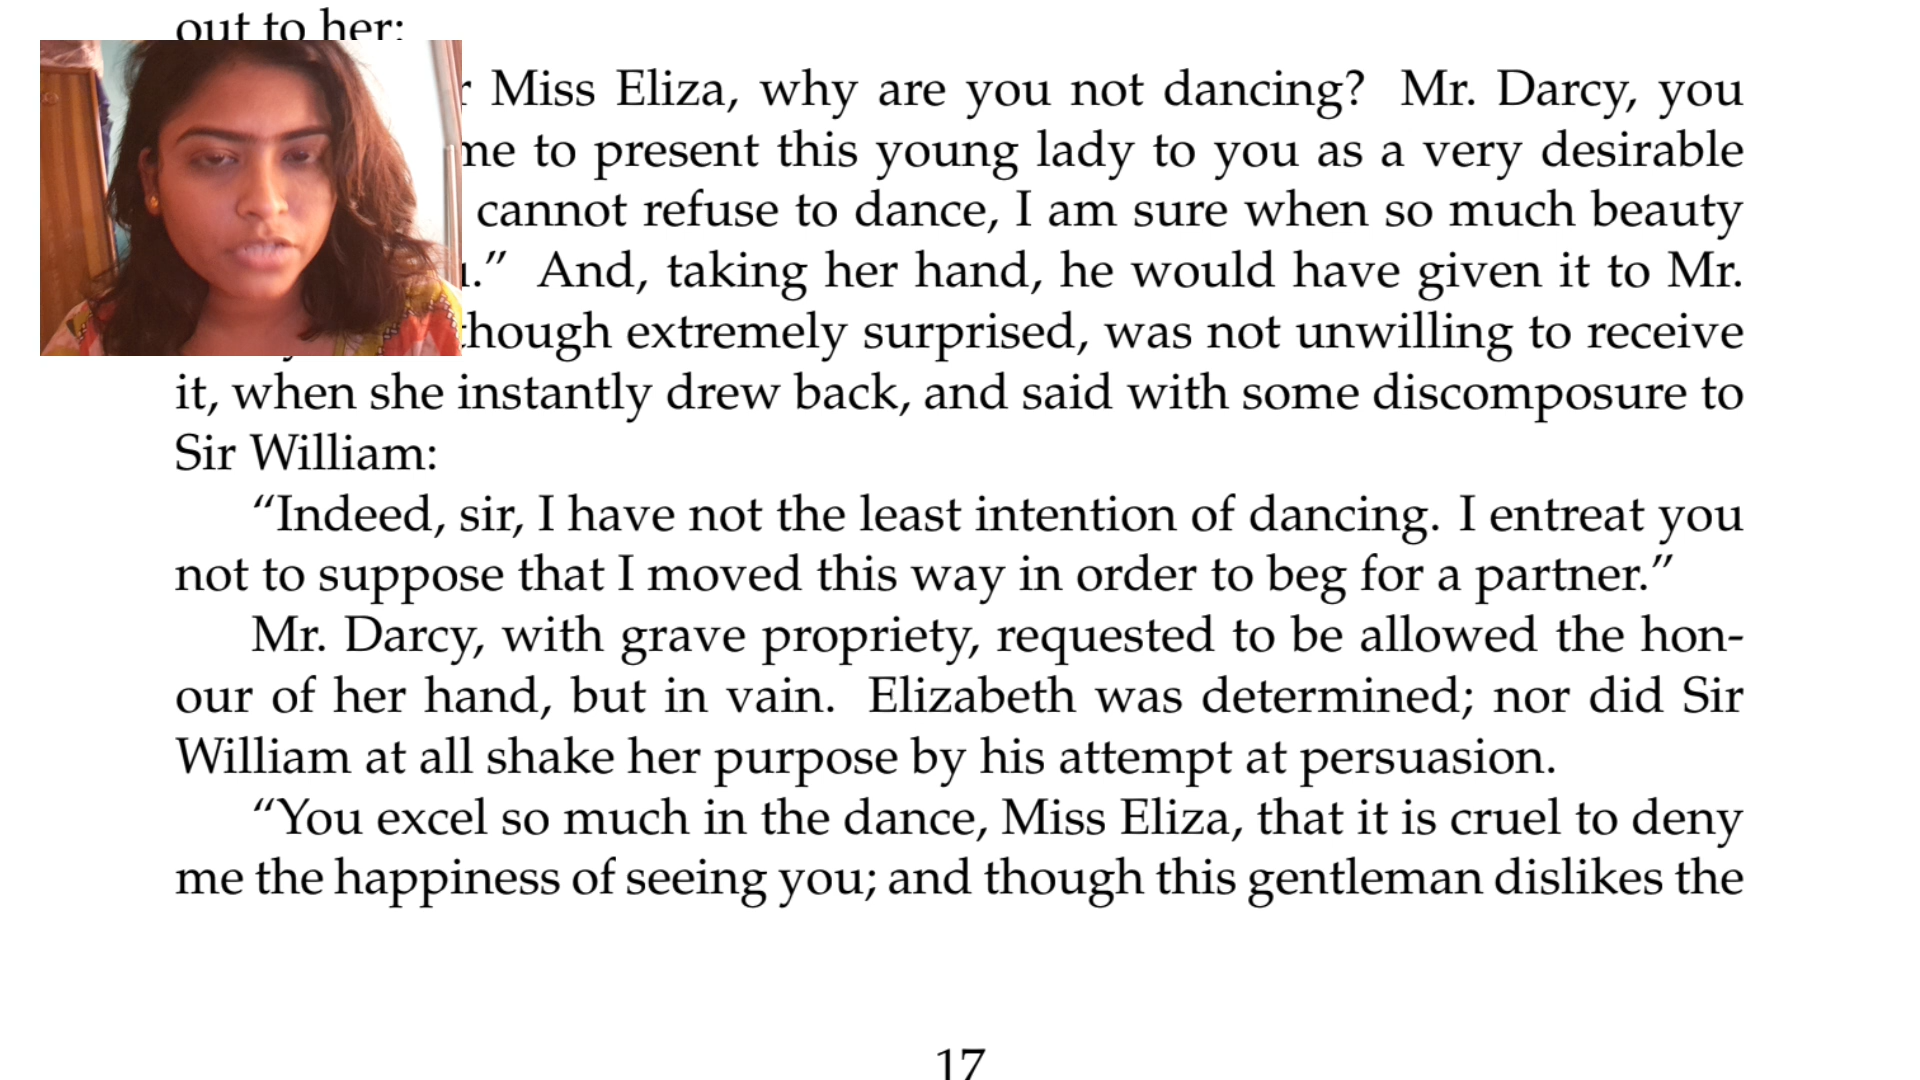 out to her:
Miss Eliza, why are you not dancing? Mr. Darcy, you
me to present this young lady to you as a very desirable
cannot refuse to dance, I am sure when so much beauty
And, taking her hand, he would have given it to Mr.
though extremely surprised, was not unwilling to receive
it, when she instantly drew back, and said with some discomposure to
Sir William:
“Indeed, sir, I have not the least intention of dancing. I entreat you
not to suppose that I moved this way in order to beg for a partner.”
Mr. Darcy, with grave propriety, requested to be allowed the hon-
our of her hand, but in vain. Elizabeth was determined; nor did Sir
William at all shake her purpose by his attempt at persuasion.
“You excel so much in the dance, Miss Eliza, that it is cruel to deny
me the happiness of seeing you; and though this gentleman dislikes the
17